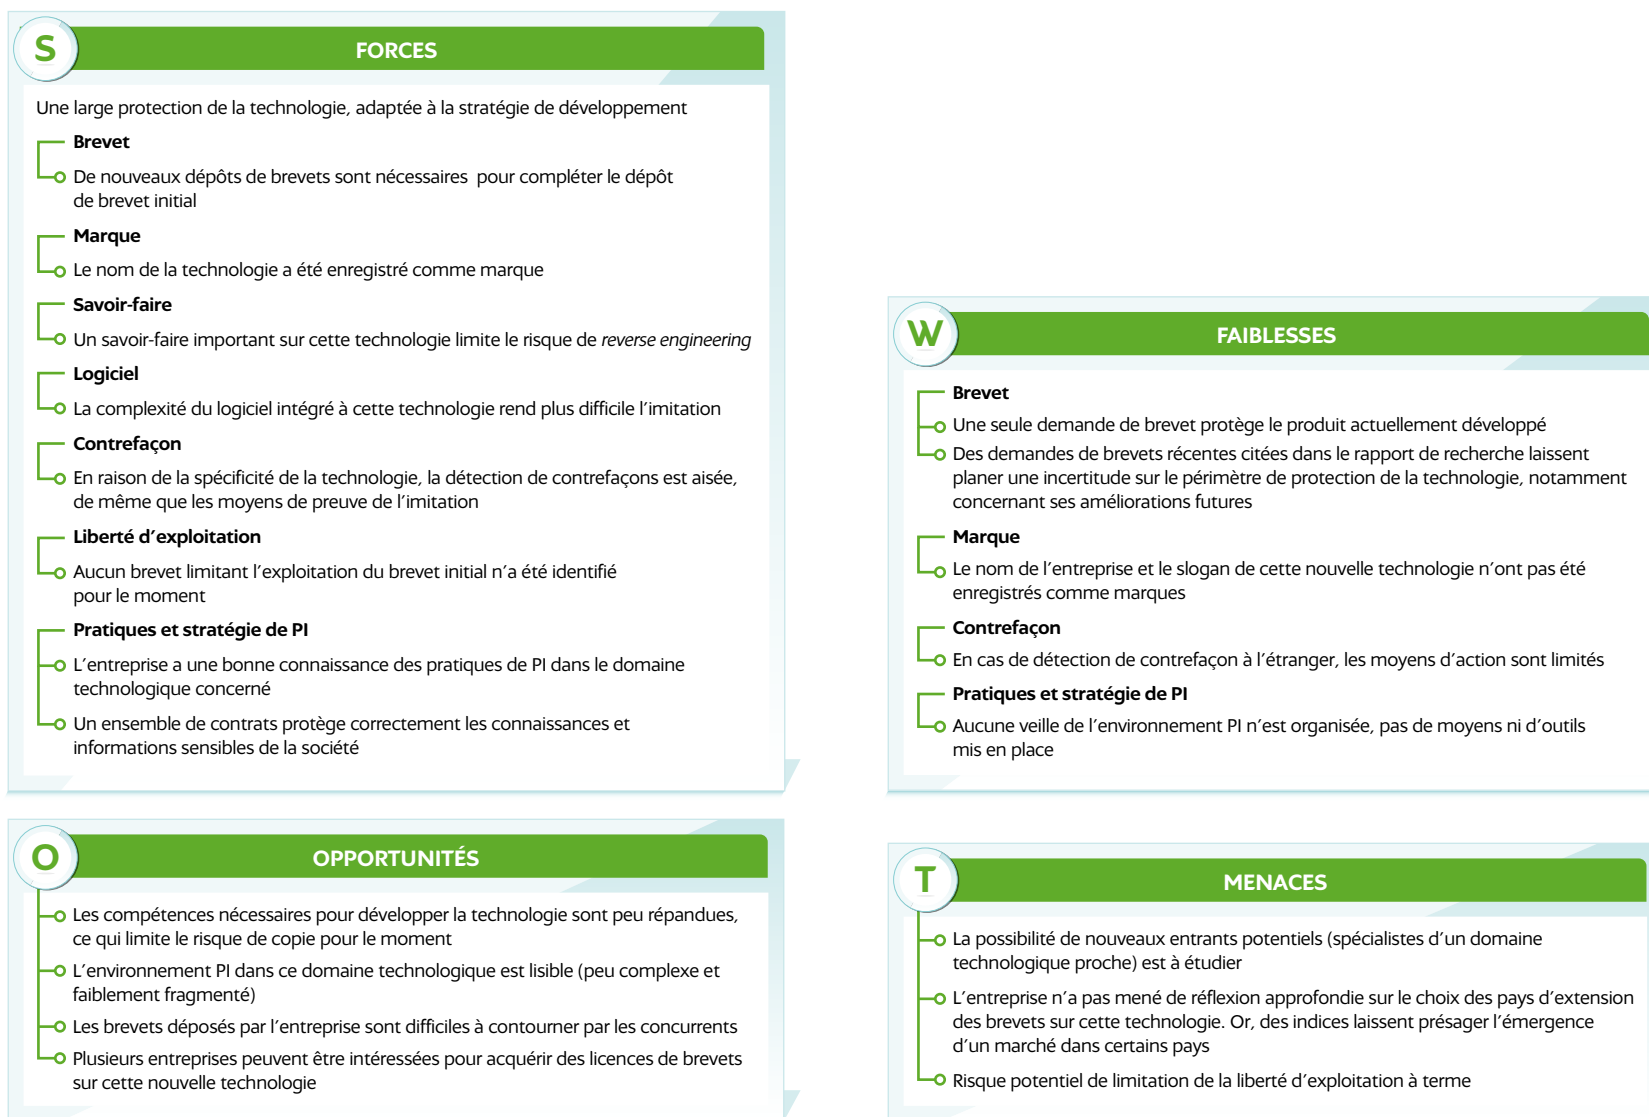 S
FORCES
Une large protection de la technologie, adaptée à la stratégie de développement
Brevet
De nouveaux dépôts de brevets sont nécessaires pour compléter le dépôt
de brevet initial
Marque
Le nom de la technologie a été enregistré comme marque
Savoir-faire
Un savoir-faire important sur cette technologie limite le risque de reverse engineering
Logiciel
La complexité du logiciel intégré à cette technologie rend plus difficile l’imitation
Contrefaçon
En raison de la spécificité de la technologie, la détection de contrefaçons est aisée,
de même que les moyens de preuve de l’imitation
Liberté d’exploitation
Aucun brevet limitant l’exploitation du brevet initial n’a été identifié
pour le moment
Pratiques et stratégie de PI
L’entreprise a une bonne connaissance des pratiques de PI dans le domaine
technologique concerné
Un ensemble de contrats protège correctement les connaissances et
informations sensibles de la société
W
FAIBLESSES
Brevet
Une seule demande de brevet protège le produit actuellement développé
Des demandes de brevets récentes citées dans le rapport de recherche laissent
planer une incertitude sur le périmètre de protection de la technologie, notamment
concernant ses améliorations futures
Marque
Le nom de l’entreprise et le slogan de cette nouvelle technologie n’ont pas été
enregistrés comme marques
Contrefaçon
En cas de détection de contrefaçon à l’étranger, les moyens d’action sont limités
Pratiques et stratégie de PI
Aucune veille de l’environnement PI n’est organisée, pas de moyens ni d’outils
mis en place
O
OPPORTUNITÉS
Les compétences nécessaires pour développer la technologie sont peu répandues,
ce qui limite le risque de copie pour le moment
L’environnement PI dans ce domaine technologique est lisible (peu complexe et
faiblement fragmenté)
Les brevets déposés par l’entreprise sont difficiles à contourner par les concurrents
Plusieurs entreprises peuvent être intéressées pour acquérir des licences de brevets
sur cette nouvelle technologie
T
MENACES
La possibilité de nouveaux entrants potentiels (spécialistes d’un domaine
technologique proche) est à étudier
L’entreprise n’a pas mené de réflexion approfondie sur le choix des pays d’extension
des brevets sur cette technologie. Or, des indices laissent présager l’émergence
d’un marché dans certains pays
Risque potentiel de limitation de la liberté d’exploitation à terme